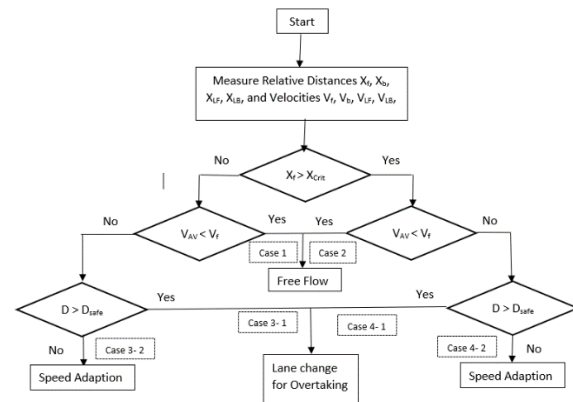 Start
Measure Relative Distances Xf, Xb,
XLF, XLB, and Velocities Vf, Vb, VLF, VLB,
No
Xf > XCrit
Yes
No
VAV < Vf
Yes
Yes
VAV < Vf
No
Case 1
Case 2
Free Flow
D > Dsafe
Yes
Yes
D > Dsafe
Case 3- 1
Case 4- 1
No
Case 3- 2
Case 4- 2
No
Speed Adaption
Lane change
for Overtaking
Speed Adaption